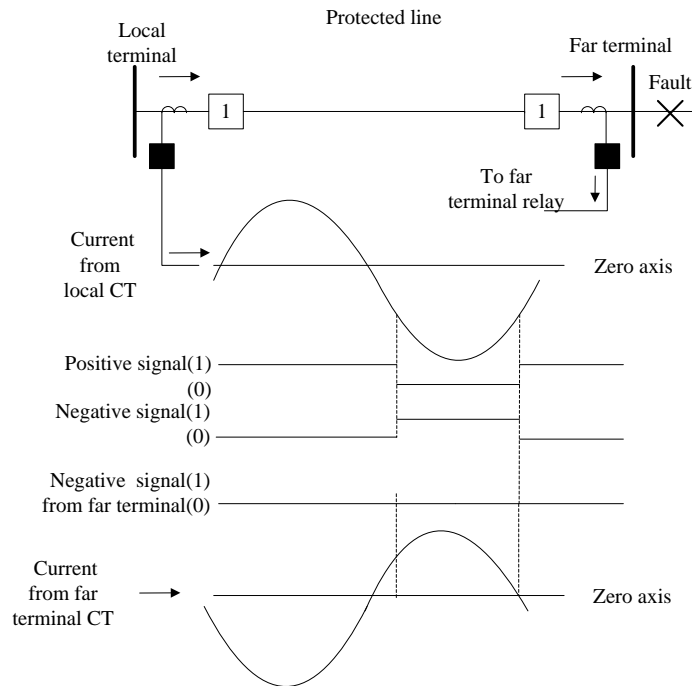 Protected line
Local
terminal
Far terminal
Fault
1
1
To far
terminal relay
Current
from
local CT
Zero axis
Positive signal(1)
(0)
Negative signal(1)
(0)
Negative signal(1)
from far terminal(0)
Current
from far
terminal CT
Zero axis